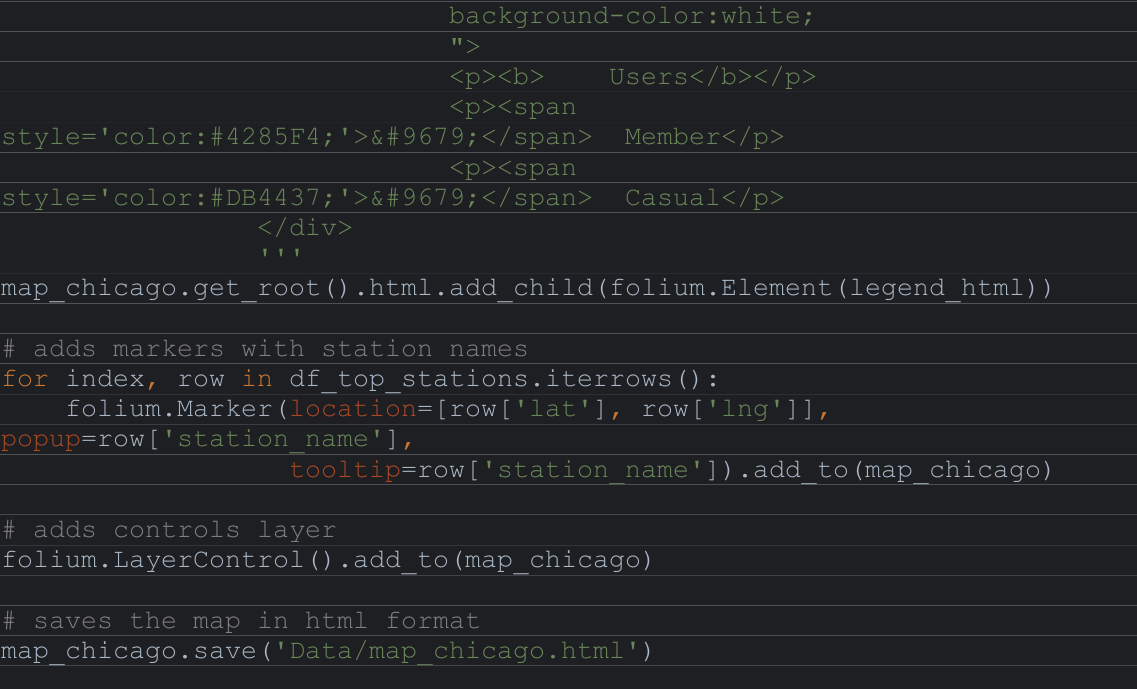 background-color:white;
">
<p><b>    Users</b></p>
<p><span
style='color:#4285F4;'>&#9679;</span>  Member</p>
<p><span
style='color:#DB4437;'>&#9679;</span>  Casual</p>
</div>
'''
map_chicago.get_root().html.add_child(folium.Element(legend_html))
# adds markers with station names
for index, row in df_top_stations.iterrows():
    folium.Marker(location=[row['lat'], row['lng']],
popup=row['station_name'],
                  tooltip=row['station_name']).add_to(map_chicago)
# adds controls layer
folium.LayerControl().add_to(map_chicago)
# saves the map in html format
map_chicago.save('Data/map_chicago.html')